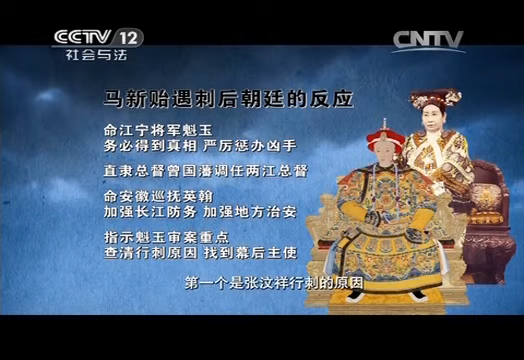 CCTV 12
社会与法
CNTV
马新贻遇刺后朝廷的反应
命江宁将军魁玉
务必得到真相 严厉惩办凶手
直隶总督曾国藩调任两江总督
命安徽巡抚英翰
加强长江防务 加强地方治安
指示魁玉审案重点
查清行刺原因 找到幕后主使
第一个是张汶祥行刺的原因